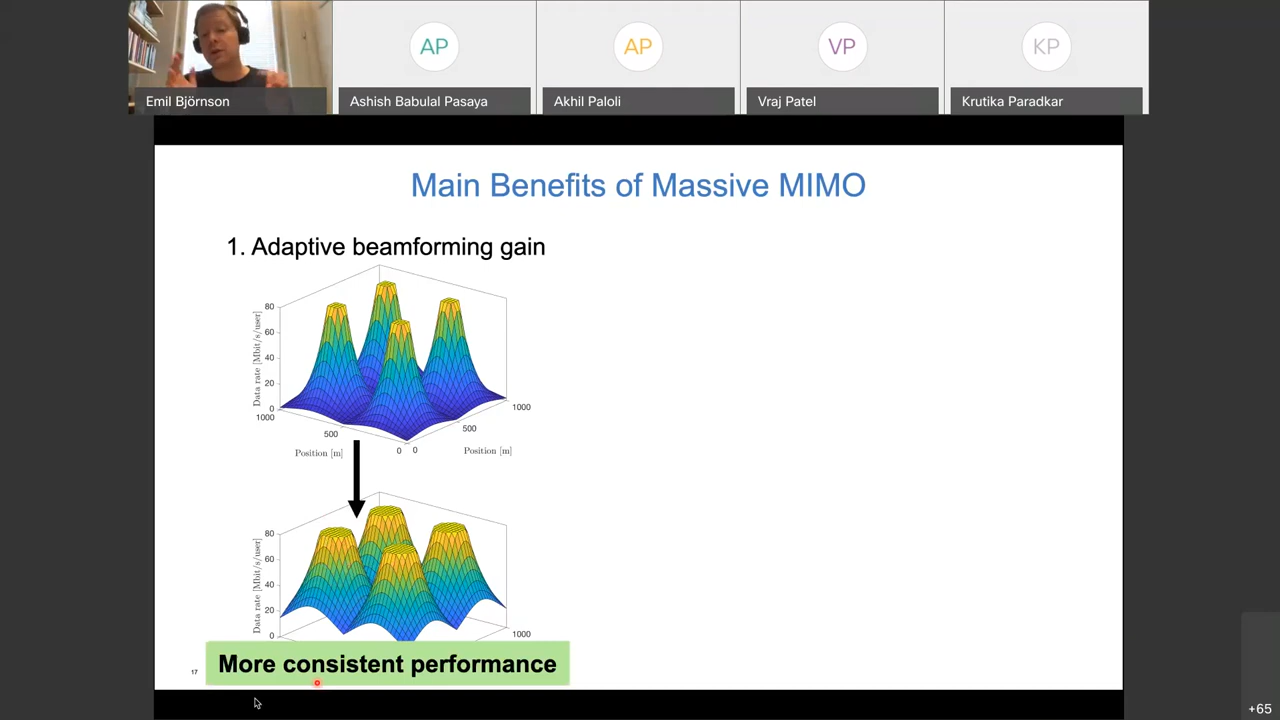 AP
AP
VP
KP
Emil Björnson
Ashish Babulal Pasaya
Akhil Paloli
Vraj Patel
Krutika Paradkar
Main Benefits of Massive MIMO
1. Adaptive beamforming gain
80
60
40
20
0
Data rate [Mbit/s/user]
1000
500
0
Position [m]
0
500
1000
Position [m]
80
60
40
20
0
Data rate [Mbit/s/user]
1000
More consistent performance
17
+65